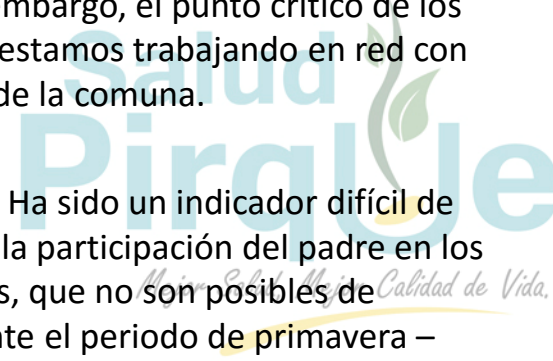 embargo, el punto crítico de los
estamos trabajando en red con
de la comuna.
Salud
Pirque
Ha sido un indicador difícil de
la participación del padre en los
Mejor Salud, Mejor Calidad de Vida.
s, que no son posibles de
nte el periodo de primavera –